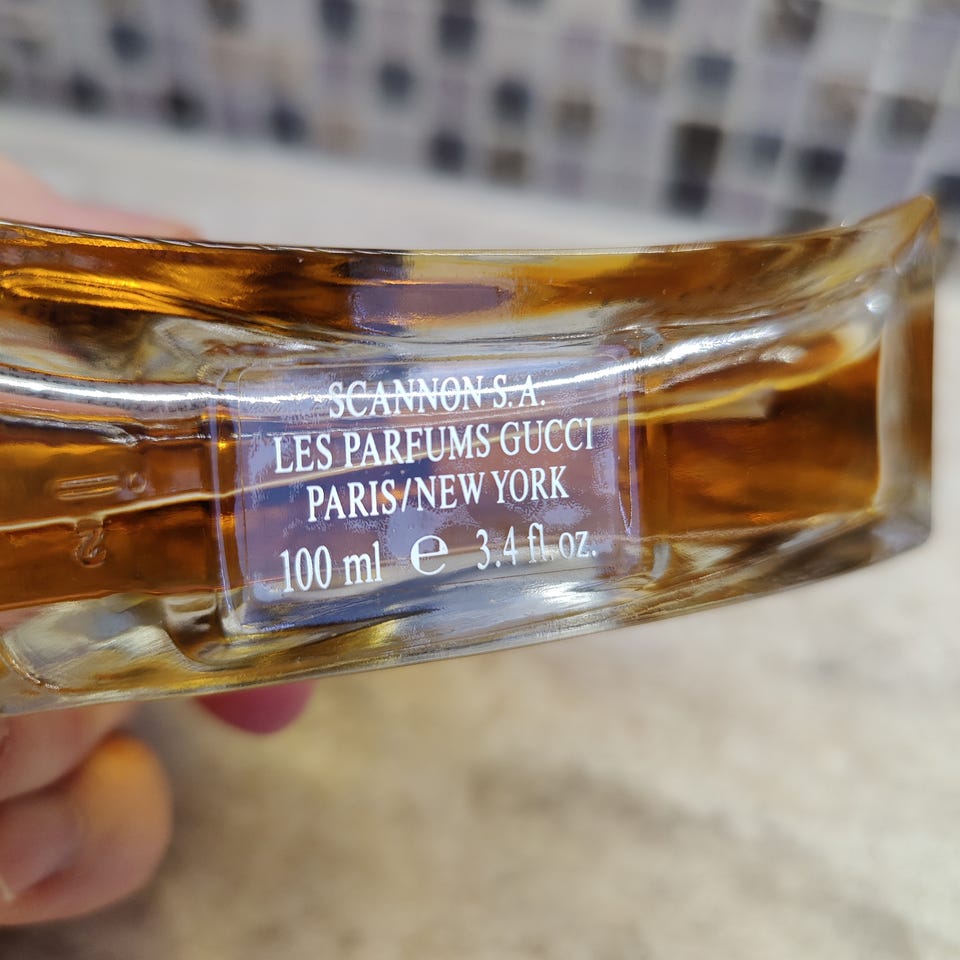 SCANNON S.A.
LES PARFUMS GUCCI
PARIS/NEW YORK
100 ml ℮ 3.4 fl. oz.